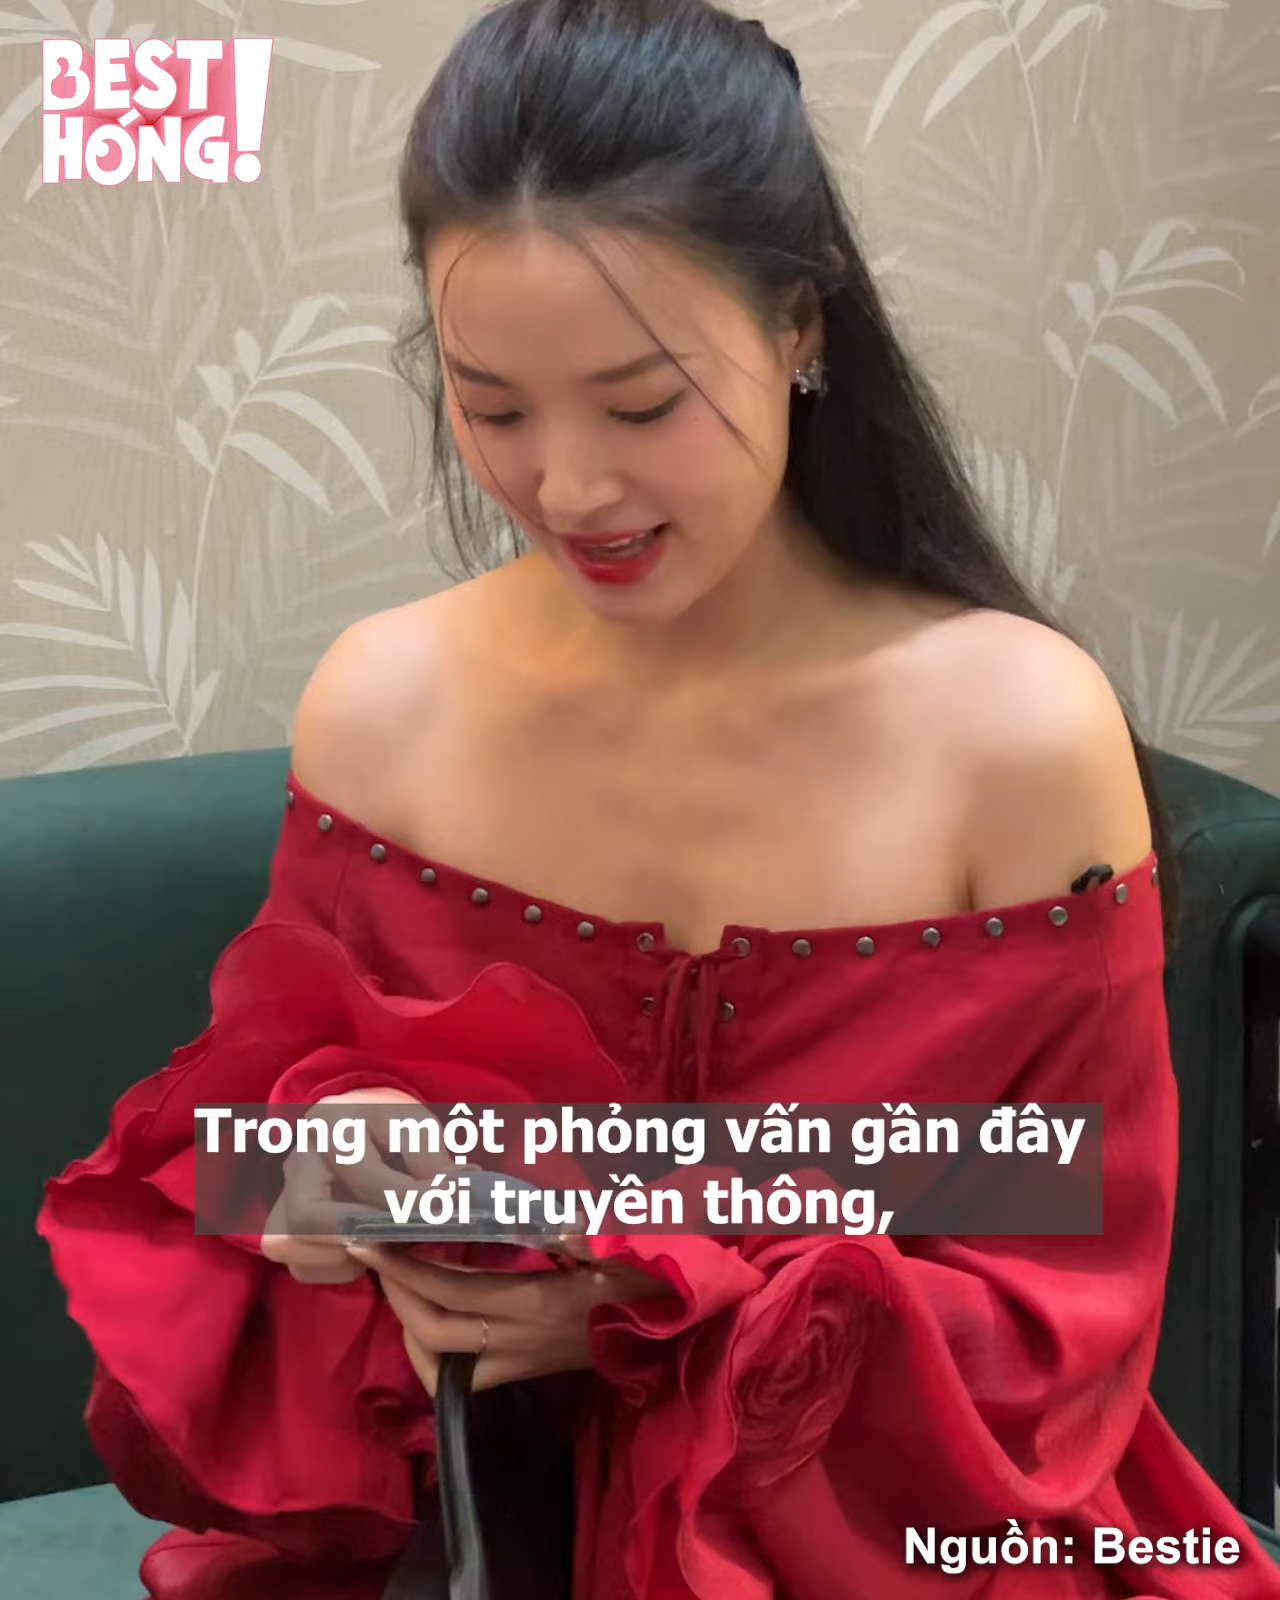 BEST
HÓNG!
Trong một phỏng vấn gần đây
với truyền thông,
Nguồn: Bestie